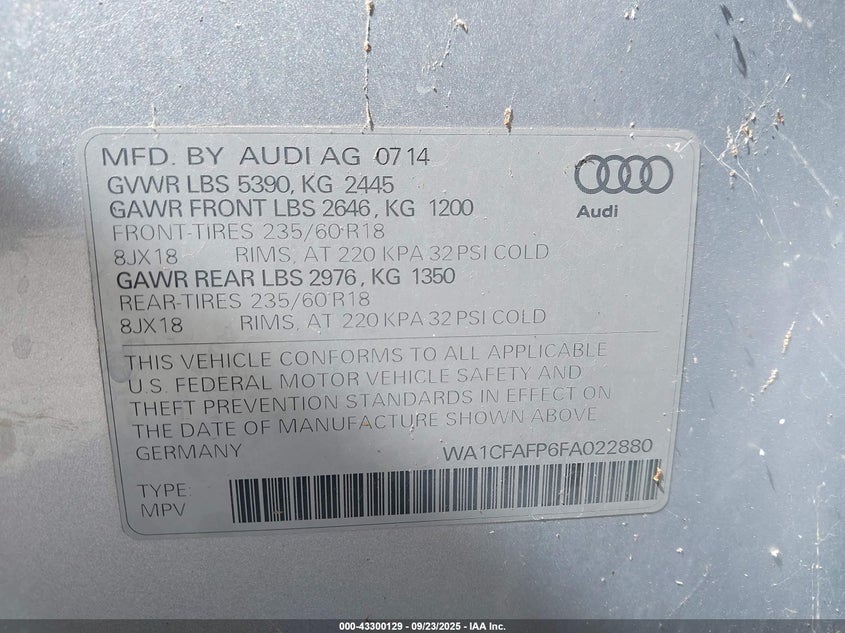 MFD. BY AUDI AG 0714
GVWR LBS 5390, KG 2445
GAWR FRONT LBS 2646, KG 1200
FRONT-TIRES 235/60 R18
8JX18 RIMS, AT 220 KPA 32 PSI COLD
GAWR REAR LBS 2976, KG 1350
REAR-TIRES 235/60 R18
8JX18 RIMS, AT 220 KPA 32 PSI COLD
Audi
THIS VEHICLE CONFORMS TO ALL APPLICABLE
U.S. FEDERAL MOTOR VEHICLE SAFETY AND
THEFT PREVENTION STANDARDS IN EFFECT ON
THE DATE OF MANUFACTURE SHOWN ABOVE
GERMANY WA1CFAFP6FA022880
TYPE:
MPV
000-43300129 - 09/23/2025 - IAA Inc.